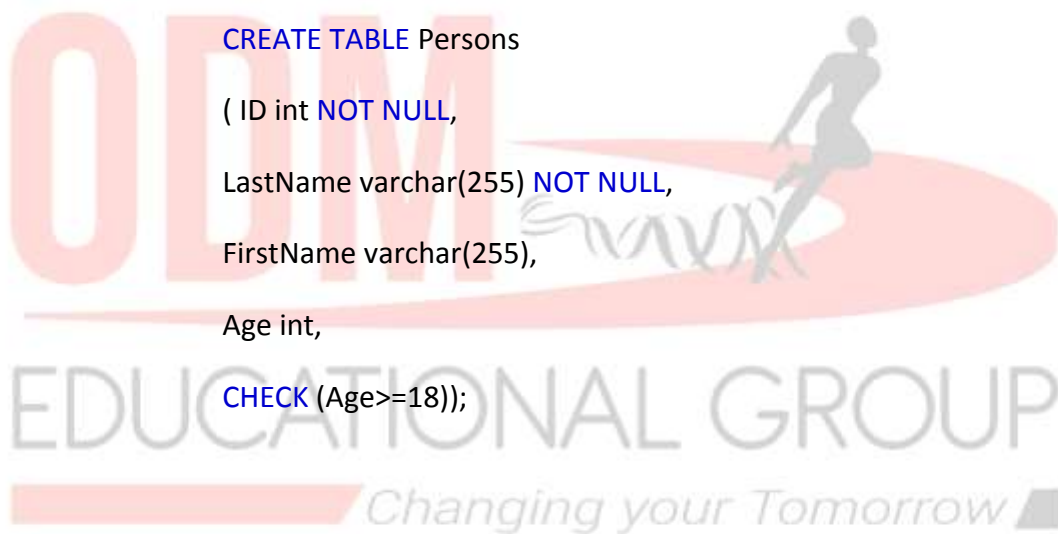 ODM
CREATE TABLE Persons
( ID int NOT NULL,
LastName varchar(255) NOT NULL,
FirstName varchar(255),
Age int,
CHECK (Age>=18));
EDUCATIONAL GROUP
Changing your Tomorrow